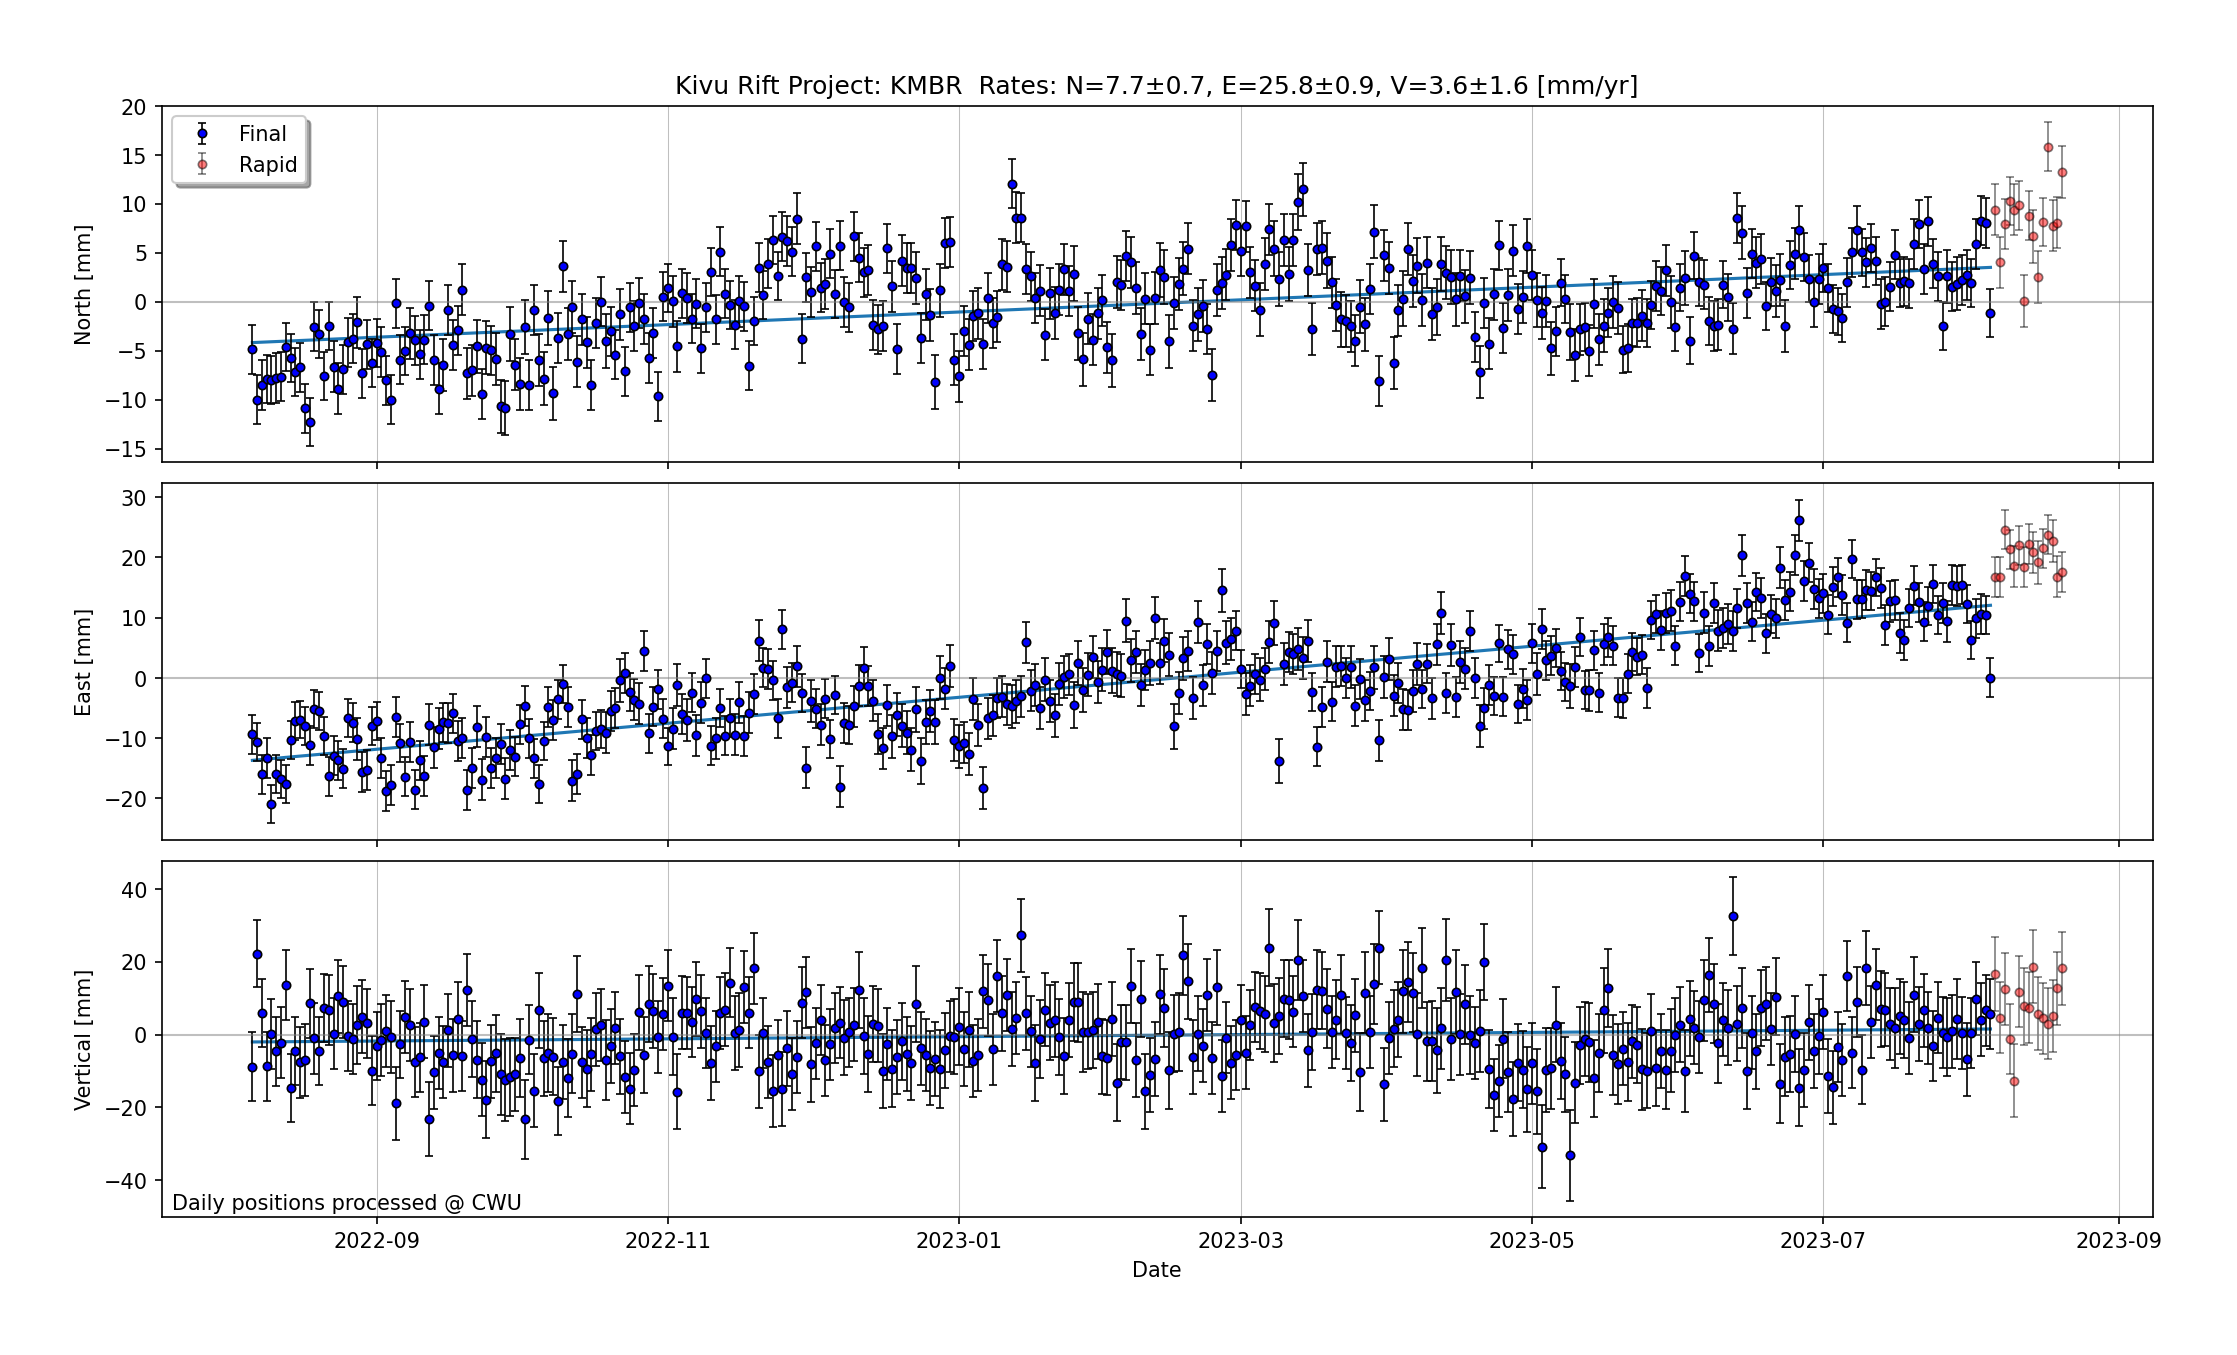 Kivu Rift Project: KMBR  Rates: N=7.7±0.7, E=25.8±0.9, V=3.6±1.6 [mm/yr]
20
15
10
5
0
−5
−10
−15
North [mm]
Final
Rapid
30
20
10
0
−10
−20
East [mm]
40
20
0
−20
−40
Vertical [mm]
Daily positions processed @ CWU
2022-09 2022-11 2023-01 2023-03 2023-05 2023-07 2023-09
Date